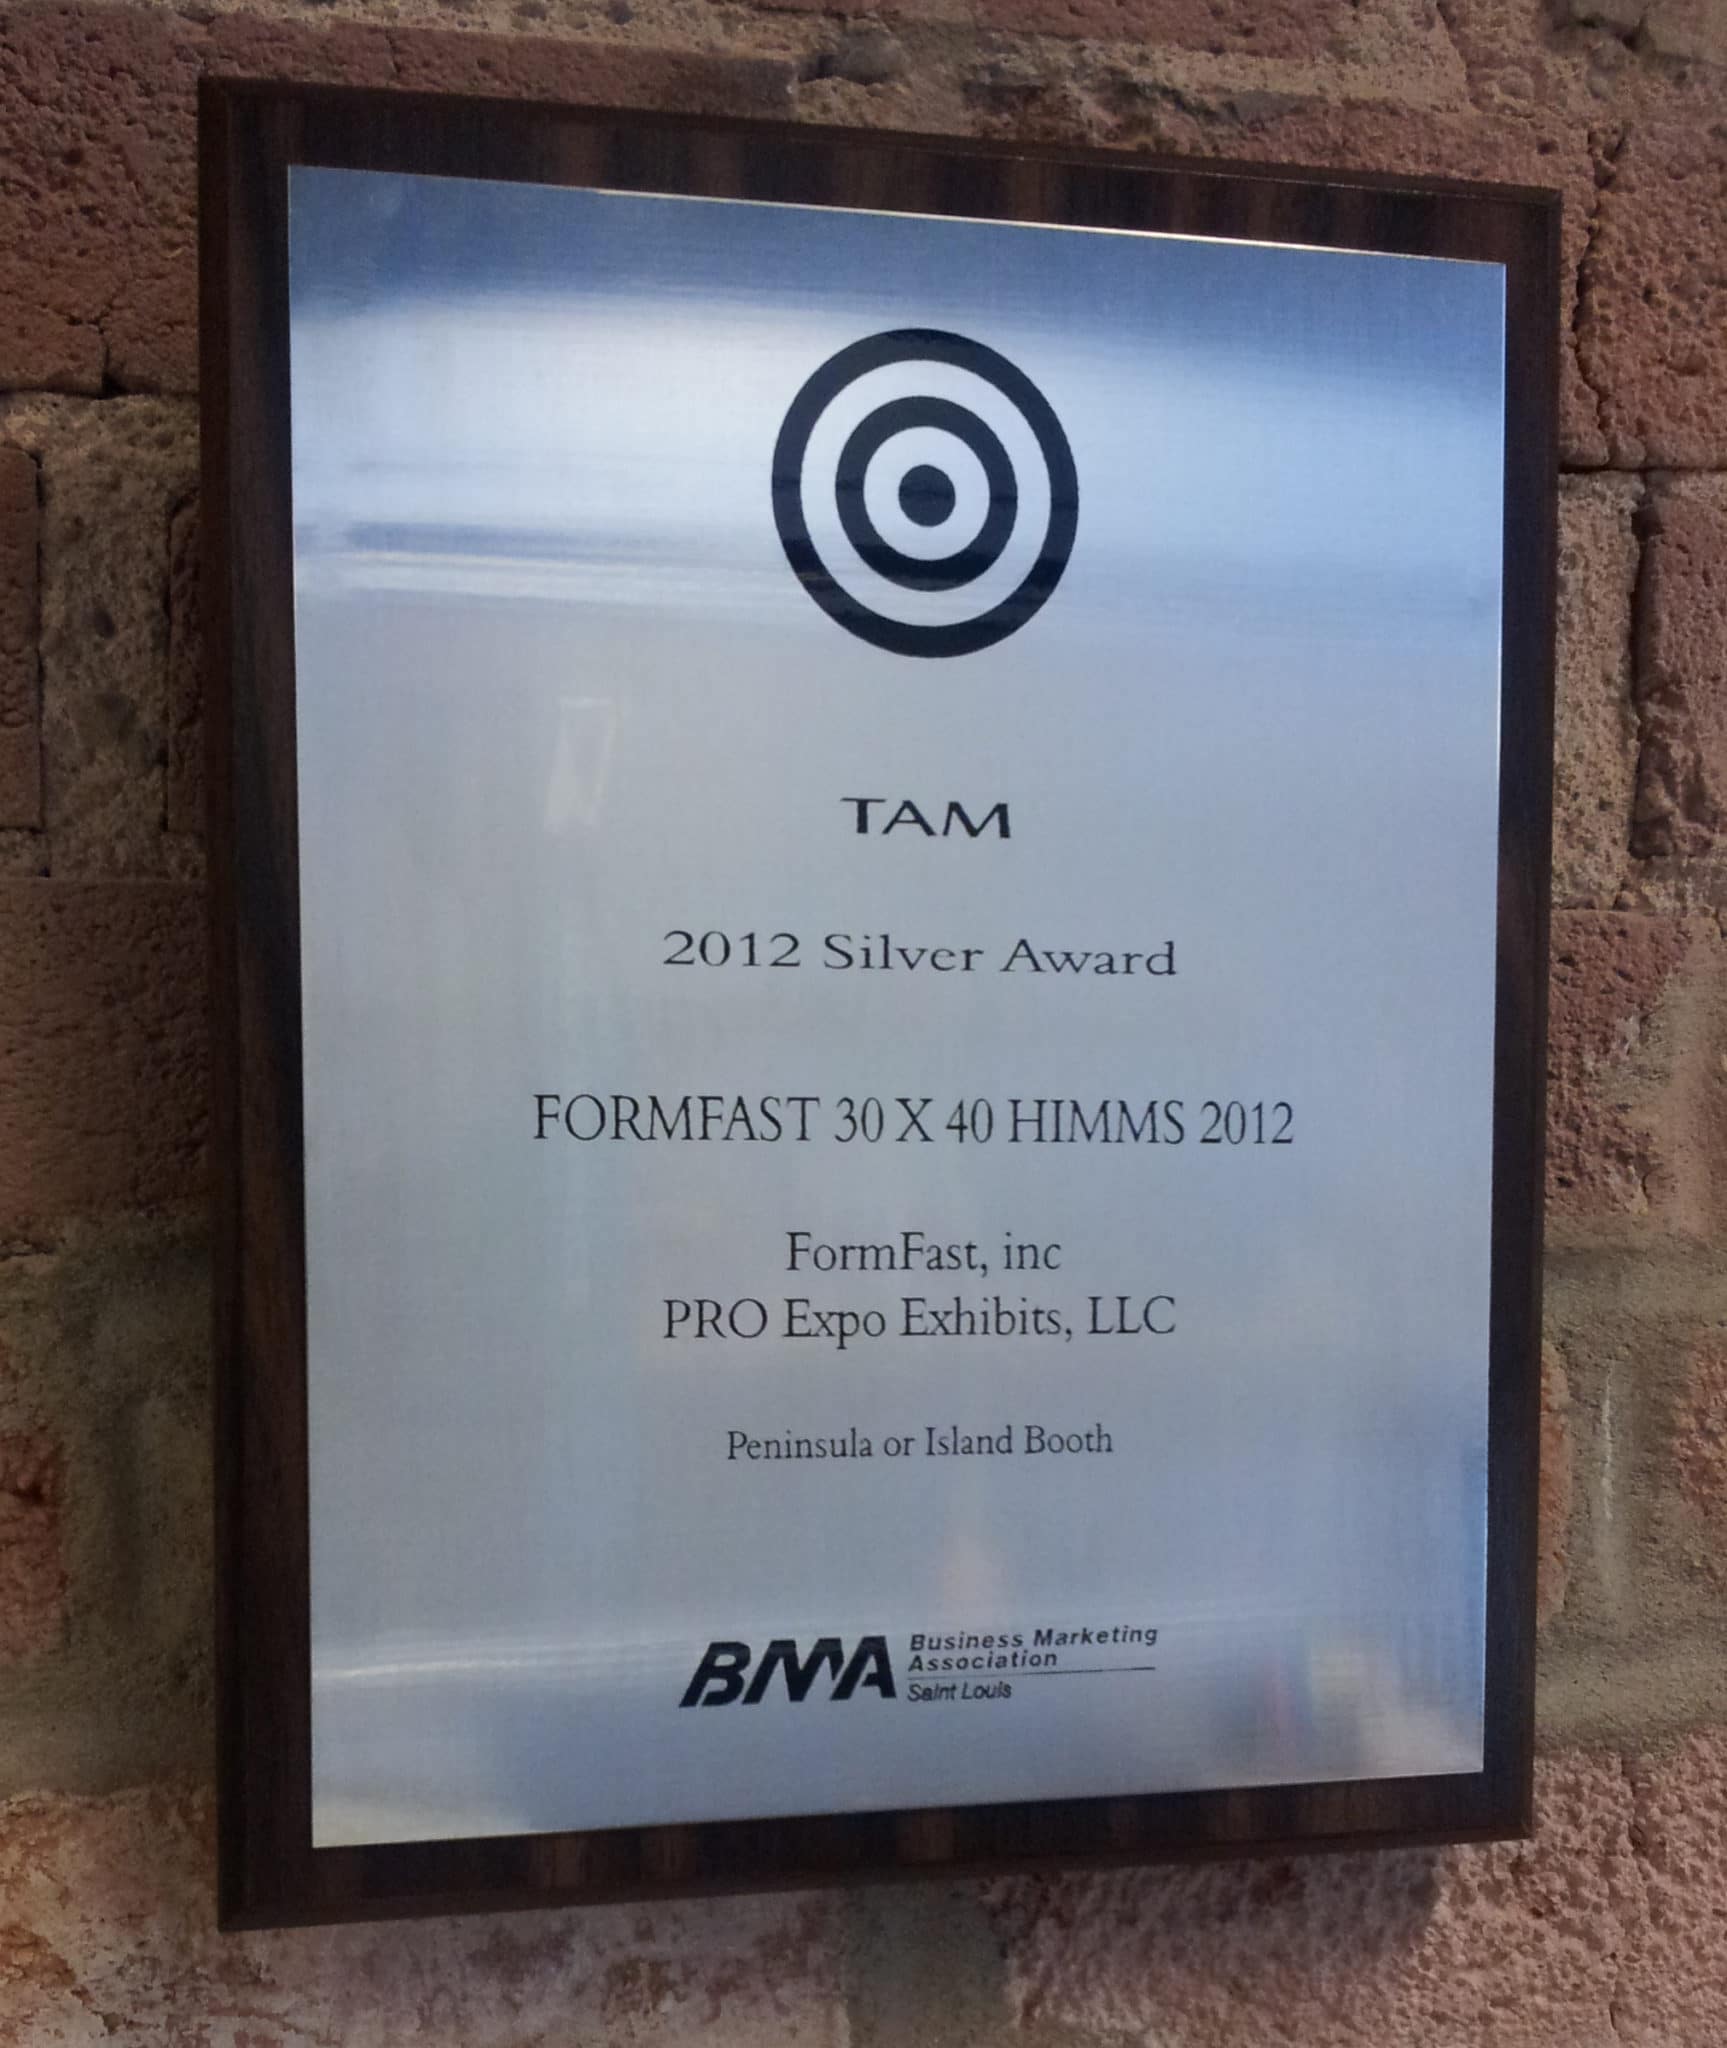 TAM
2012 Silver Award
FORMFAST 30 X 40 HIMMS 2012
FormFast, inc
PRO Expo Exhibits, LLC
Peninsula or Island Booth
BMA
Business Marketing
Association
Saint Louis